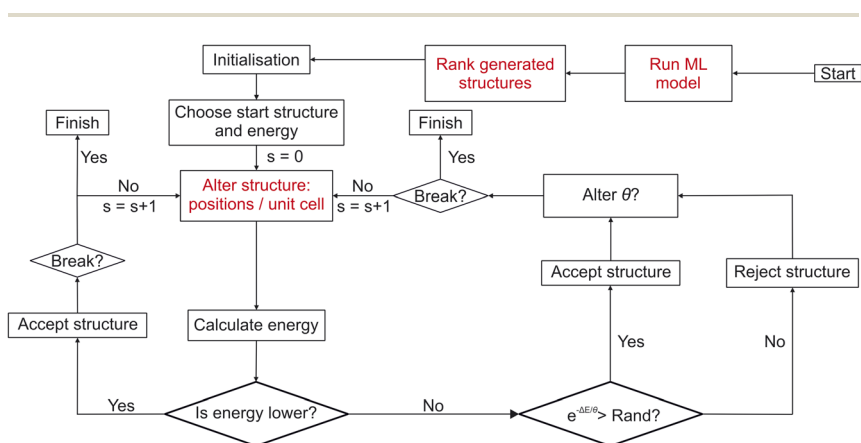 Start
Run ML
model
Rank generated
structures
Initialisation
Choose start structure
and energy
s = 0
Alter structure:
positions / unit cell
Calculate energy
Is energy lower?
Yes
Accept structure
Break?
No
s = s+1
Yes
Finish
No
e^-ΔE/θ > Rand?
Yes
Accept structure
No
Reject structure
Alter θ?
Break?
No
s = s+1
Yes
Finish